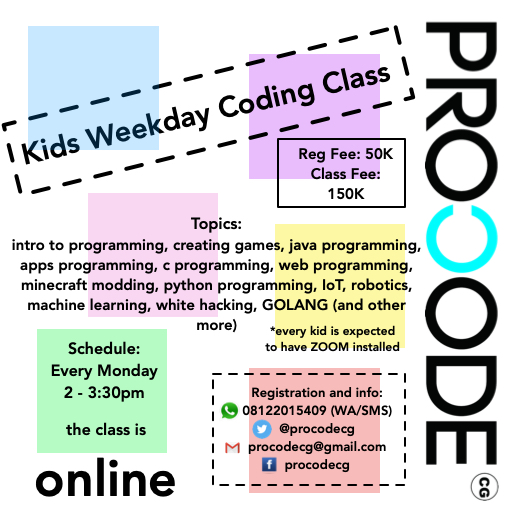 Kids Weekday Coding Class
Reg Fee: 50K
Class Fee:
150K
Topics:
intro to programming, creating games, java programming,
apps programming, c programming, web programming,
minecraft modding, python programming, IoT, robotics,
machine learning, white hacking, GOLANG (and other
more)
*every kid is expected
to have ZOOM installed
Schedule:
Every Monday
2 - 3:30pm
the class is
online
Registration and info:
08122015409 (WA/SMS)
@procodecg
procodecg@gmail.com
procodecg
PROCODE
CG